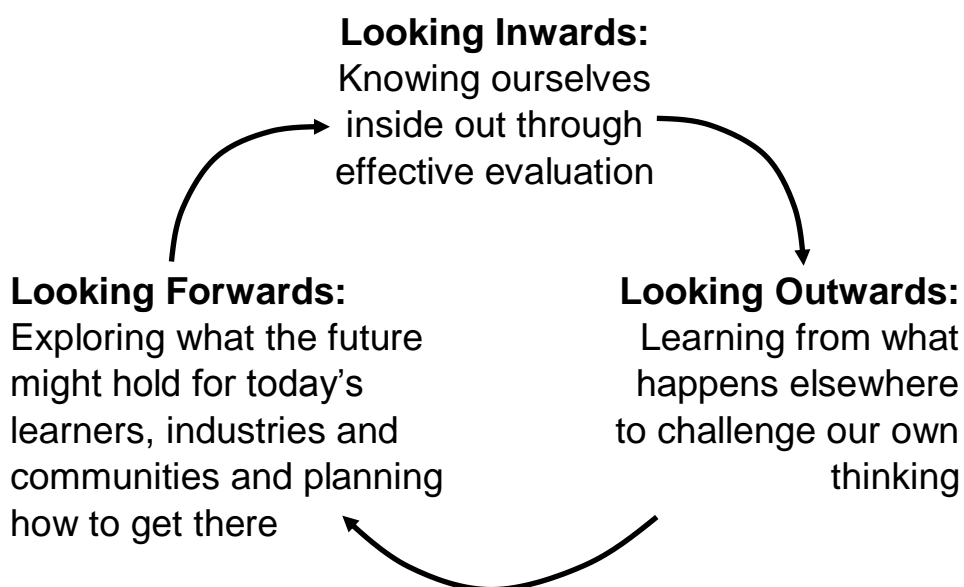 Looking Inwards:
Knowing ourselves
inside out through
effective evaluation
Looking Forwards:
Exploring what the future
might hold for today’s
learners, industries and
communities and planning
how to get there
Looking Outwards:
Learning from what
happens elsewhere
to challenge our own
thinking